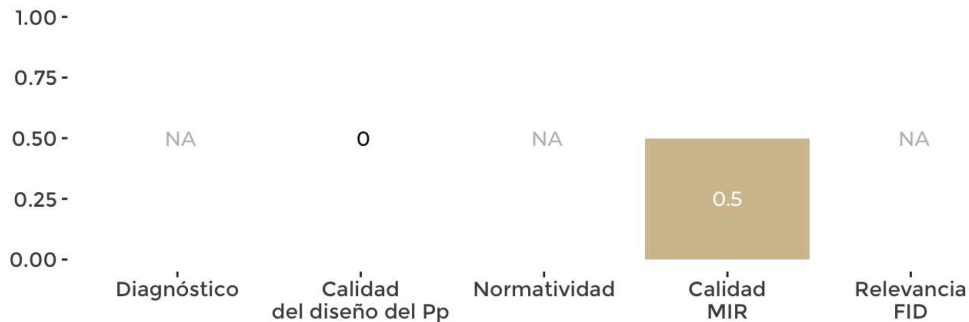 1.00
0.75
0.50
0.25
0.00
NA
0
NA
0.5
NA
Diagnóstico
Calidad
del diseño del Pp
Normatividad
Calidad
MIR
Relevancia
FID